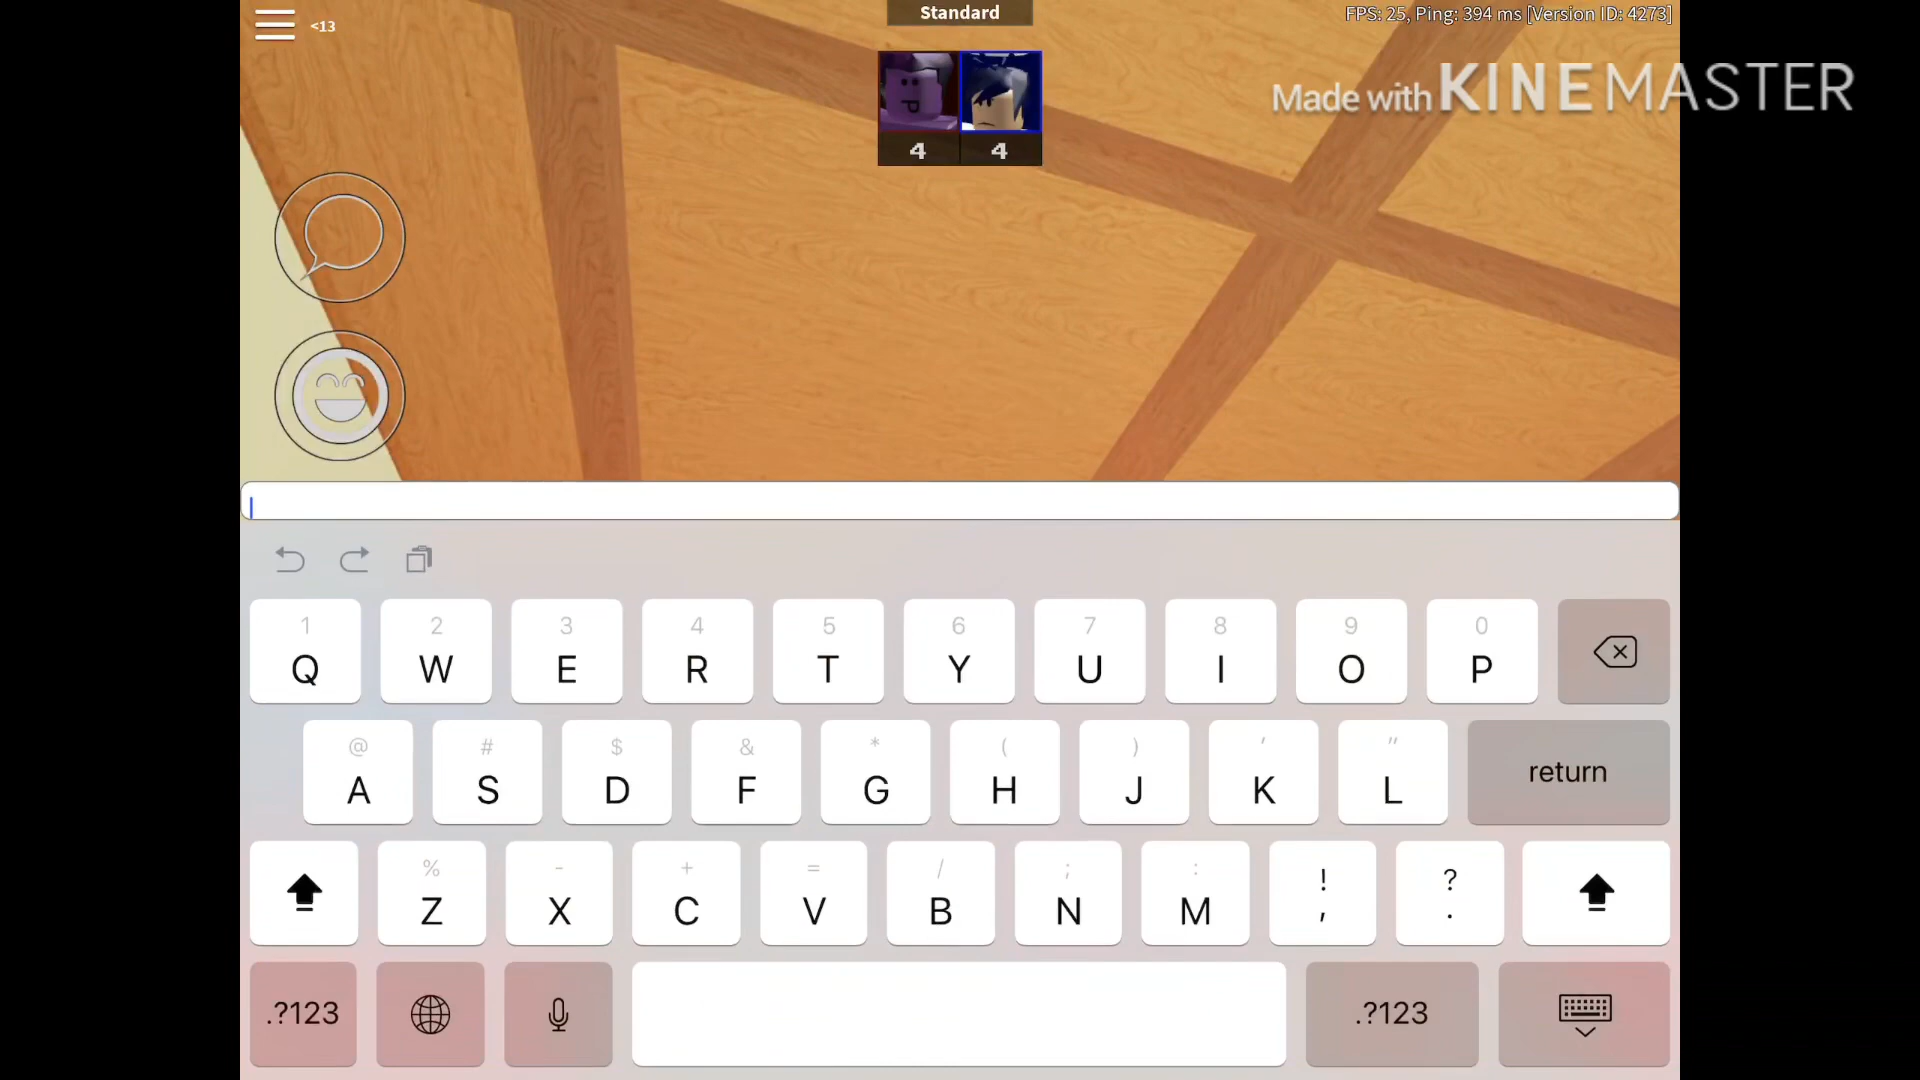 Standard
FPS: 25, Ping: 394 ms [Version ID: 4273]
<13
Made with KINEMASTER
4 4
1 2 3 4 5 6 7 8 9 0
Q W E R T Y U I O P
@ # $ & * ( ) ' "
A S D F G H J K L return
% - + = / ; : ! ?
Z X C V B N M , .
.?123 .?123